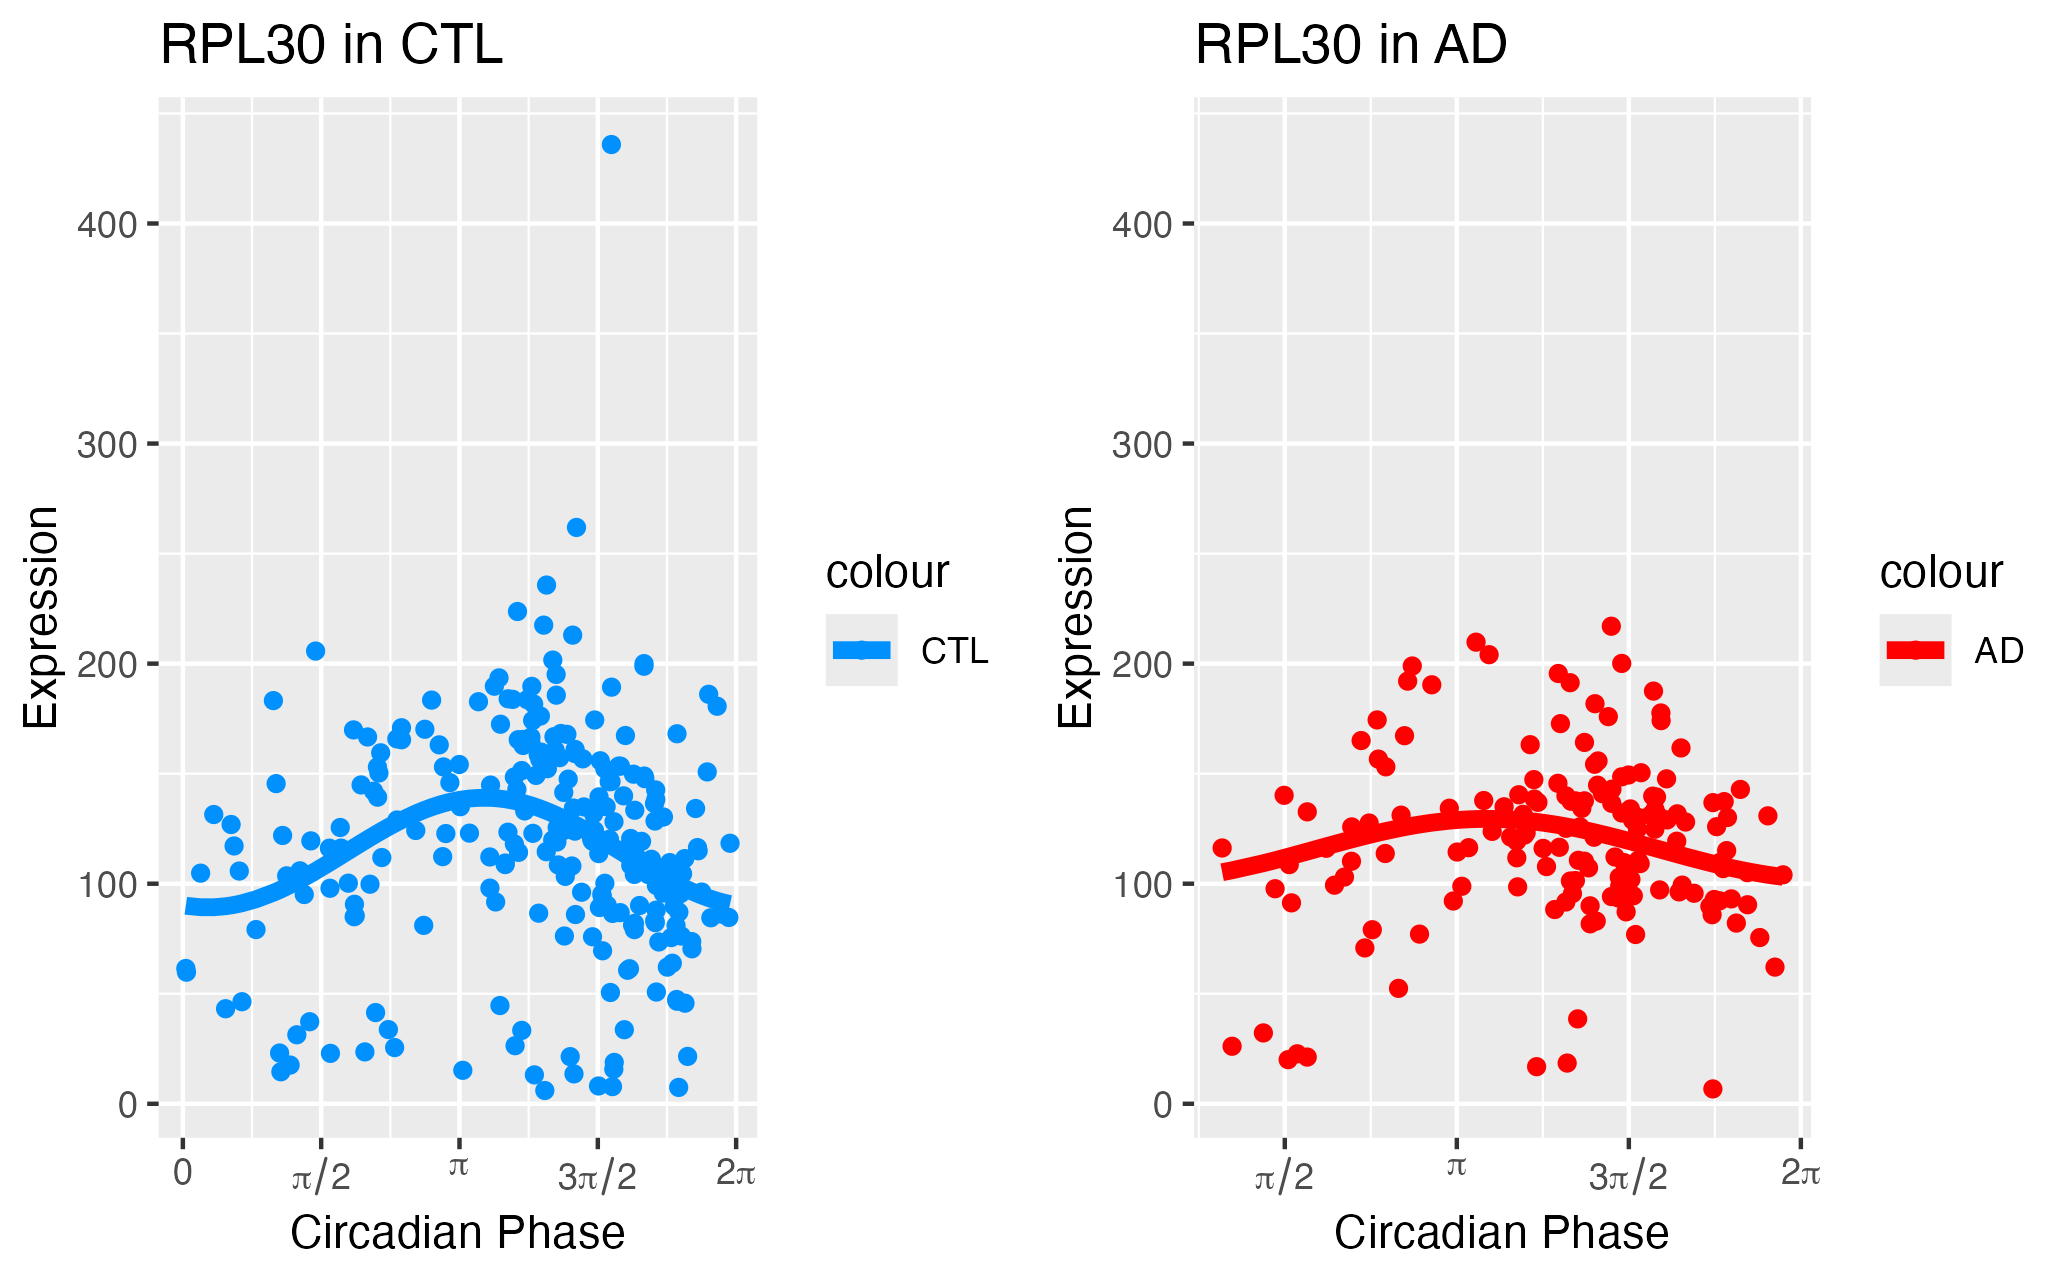 RPL30 in CTL
400
300
200
100
0
Expression
0 π/2 π 3π/2 2π
Circadian Phase
colour
CTL
RPL30 in AD
400
300
200
100
0
Expression
π/2 π 3π/2 2π
Circadian Phase
colour
AD